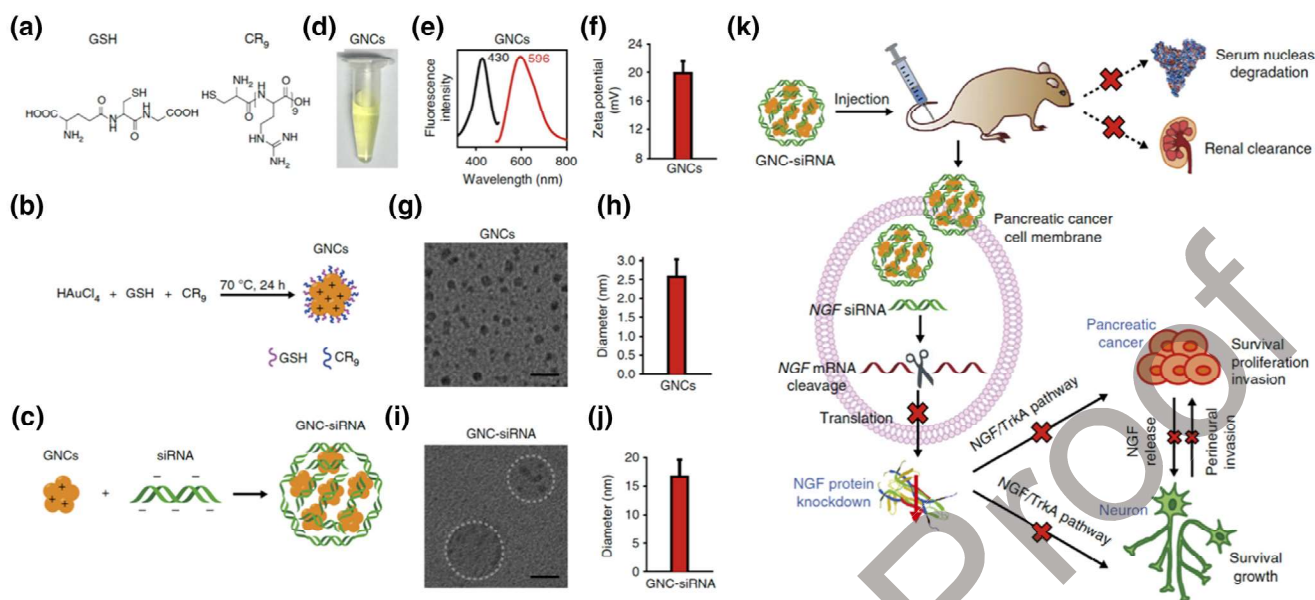 (a)
GSH
HOOC
NH₂
O
N
H
SH
H
N
O
COOH
CR₉
NH₂
HS
O
H
N
O
OH
9
HN
NH
NH₂
(d)
GNCs
(e)
GNCs
430
596
Fluorescence
intensity
400
600
800
Wavelength (nm)
(f)
Zeta potential
(mV)
24
20
16
12
8
GNCs
(b)
HAuCl₄ + GSH + CR₉
70 °C, 24 h
GNCs
GSH
CR₉
(g)
GNCs
(h)
Diameter (nm)
3.0
2.5
2.0
1.5
1.0
0.5
0.0
GNCs
(c)
GNCs
+
siRNA
GNC-siRNA
(i)
GNC-siRNA
(j)
Diameter (nm)
20
15
10
5
0
GNC-siRNA
(k)
GNC-siRNA
Injection
Serum nucleas
degradation
Renal clearance
Pancreatic cancer
cell membrane
NGF siRNA
NGF mRNA
cleavage
Translation
NGF protein
knockdown
NGF/TrkA pathway
NGF/TrkA pathway
Pancreatic
cancer
Survival
proliferation
invasion
NGF
release
Perineural
invasion
Neuron
Survival
growth
Proof